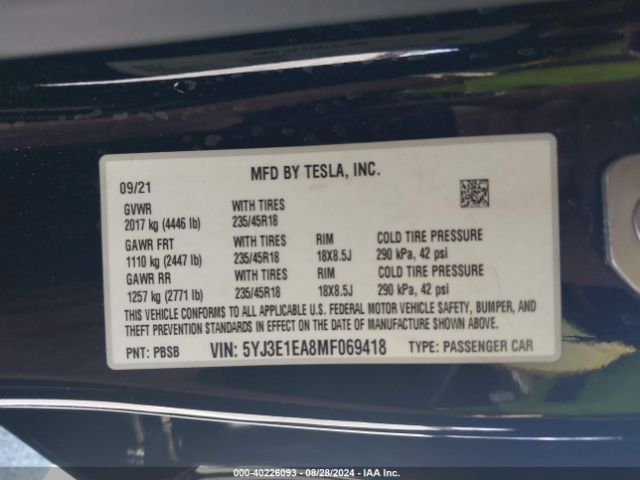 MFD BY TESLA, INC.
09/21
GVWR WITH TIRES
2017 kg (4446 lb) 235/45R18
GAWR FRT WITH TIRES RIM COLD TIRE PRESSURE
1110 kg (2447 lb) 235/45R18 18X8.5J 290 kPa, 42 psi
GAWR RR WITH TIRES RIM COLD TIRE PRESSURE
1257 kg (2771 lb) 235/45R18 18X8.5J 290 kPa, 42 psi
THIS VEHICLE CONFORMS TO ALL APPLICABLE U.S. FEDERAL MOTOR VEHICLE SAFETY, BUMPER, AND
THEFT PREVENTION STANDARDS IN EFFECT ON THE DATE OF MANUFACTURE SHOWN ABOVE.
PNT: PBSB VIN: 5YJ3E1EA8MF069418 TYPE: PASSENGER CAR
000-40226093 - 08/28/2024 - IAA Inc.